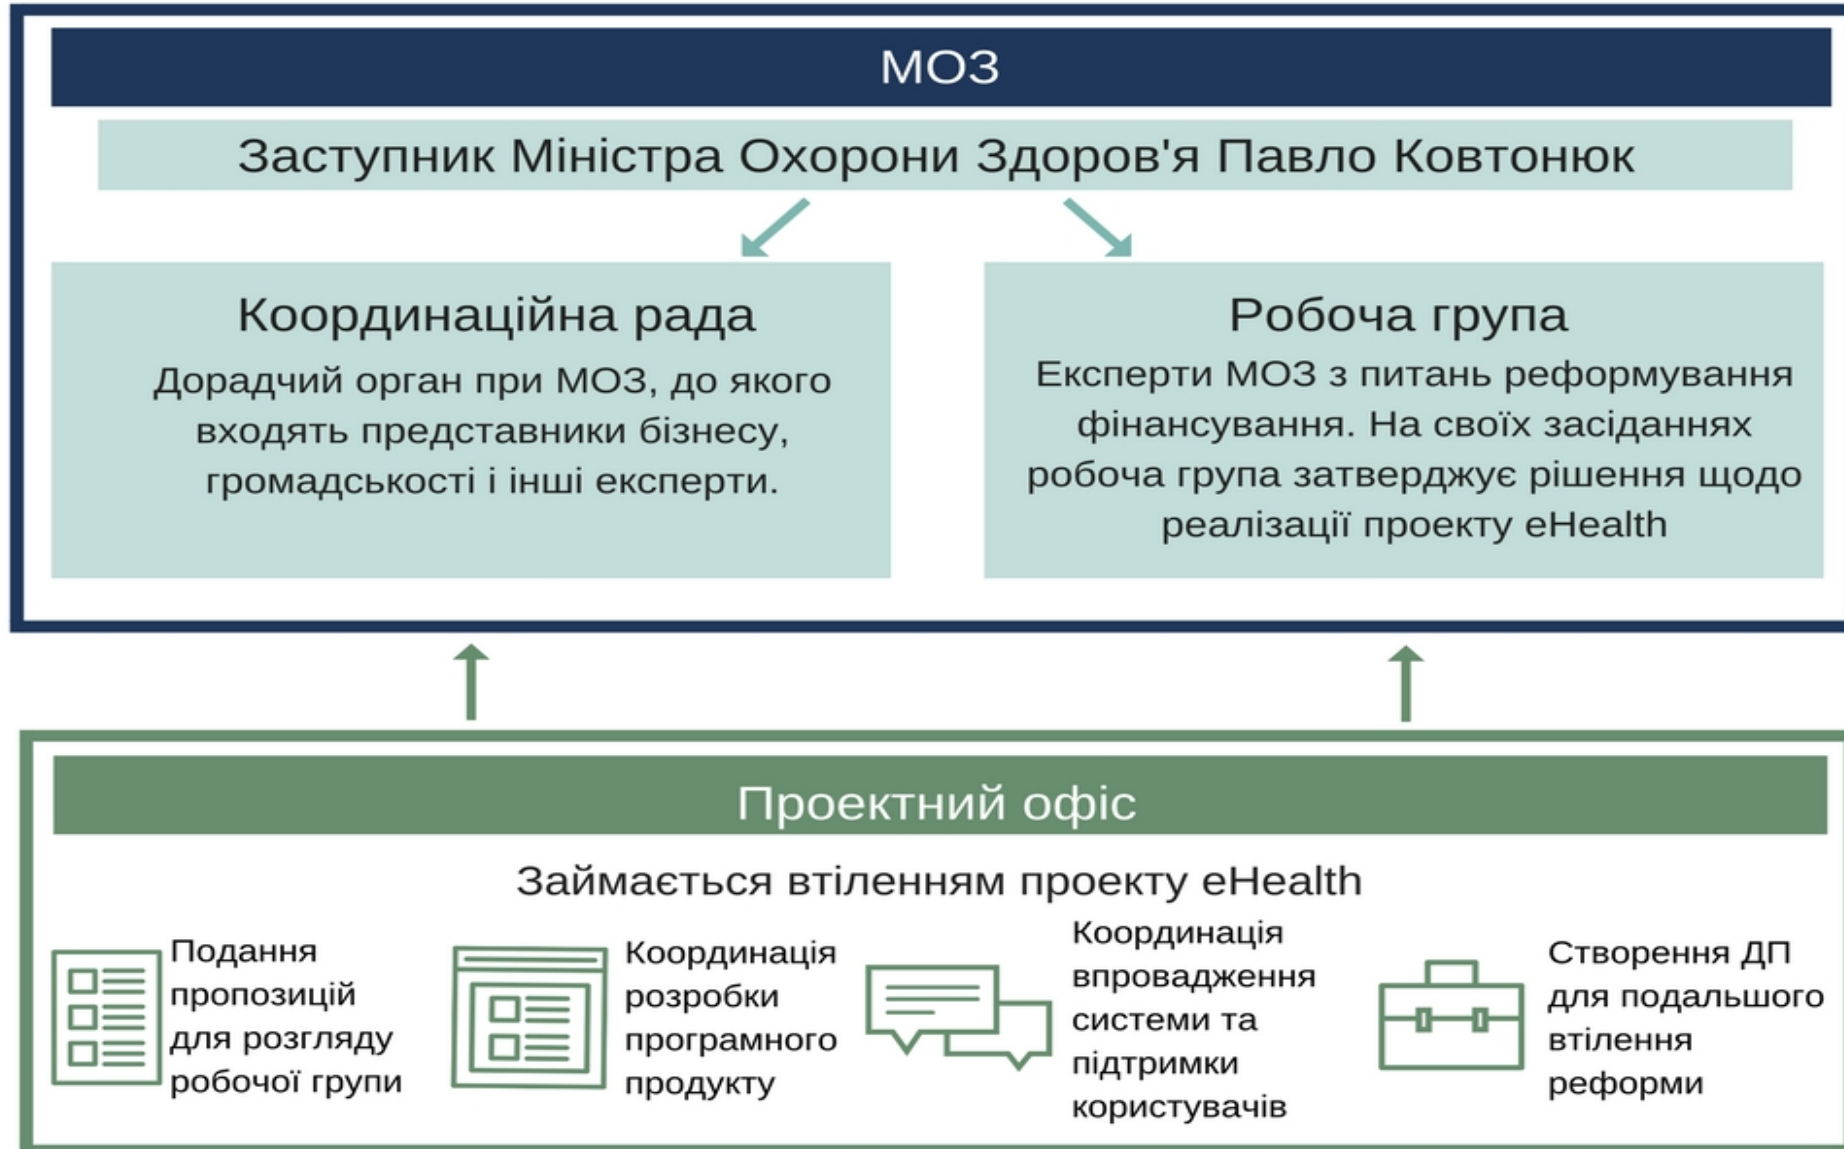 МОЗ
Заступник Міністра Охорони Здоров'я Павло Ковтонюк
Координаційна рада
Дорадчий орган при МОЗ, до якого
входять представники бізнесу,
громадськості і інші експерти.
Робоча група
Експерти МОЗ з питань реформування
фінансування. На своїх засіданнях
робоча група затверджує рішення щодо
реалізації проекту eHealth
Проектний офіс
Займається втіленням проекту eHealth
Подання
пропозицій
для розгляду
робочої групи
Координація
розробки
програмного
продукту
Координація
впровадження
системи та
підтримки
користувачів
Створення ДП
для подальшого
втілення
реформи